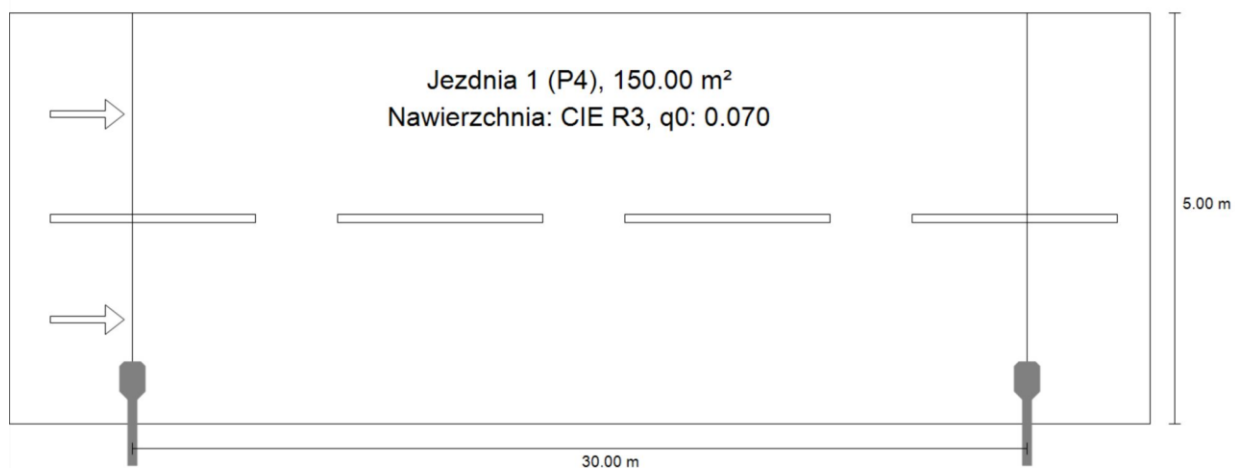 Jezdnia 1 (P4), 150.00 m²
Nawierzchnia: CIE R3, q0: 0.070
5.00 m
30.00 m